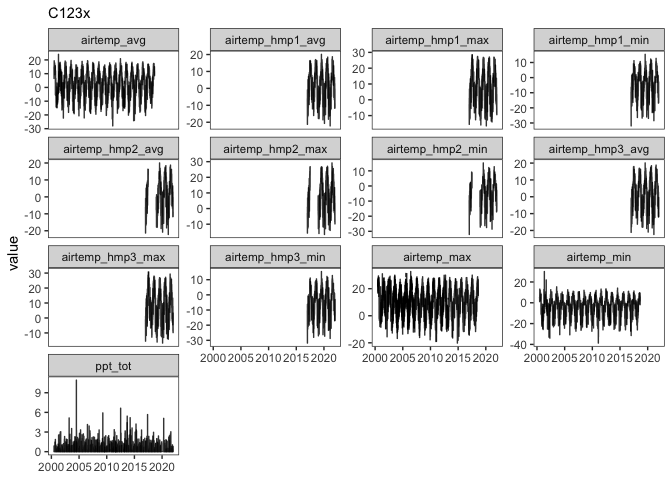 C123x
airtemp_avg airtemp_hmp1_avg airtemp_hmp1_max airtemp_hmp1_min
20 10 0 -10 -20 -30
20 10 0 -10 -20
30 20 10 0 -10
10 0 -10 -20 -30
airtemp_hmp2_avg airtemp_hmp2_max airtemp_hmp2_min airtemp_hmp3_avg
20 10 0 -10 -20
30 20 10 0 -10
10 0 -10 -20 -30
20 10 0 -10 -20
value
airtemp_hmp3_max airtemp_hmp3_min airtemp_max airtemp_min
30 20 10 0 -10
10 0 -10 -20 -30
20 0 -20
20 0 -20 -40
2000 2005 2010 2015 2020 2000 2005 2010 2015 2020 2000 2005 2010 2015 2020
ppt_tot
9 6 3 0
2000 2005 2010 2015 2020